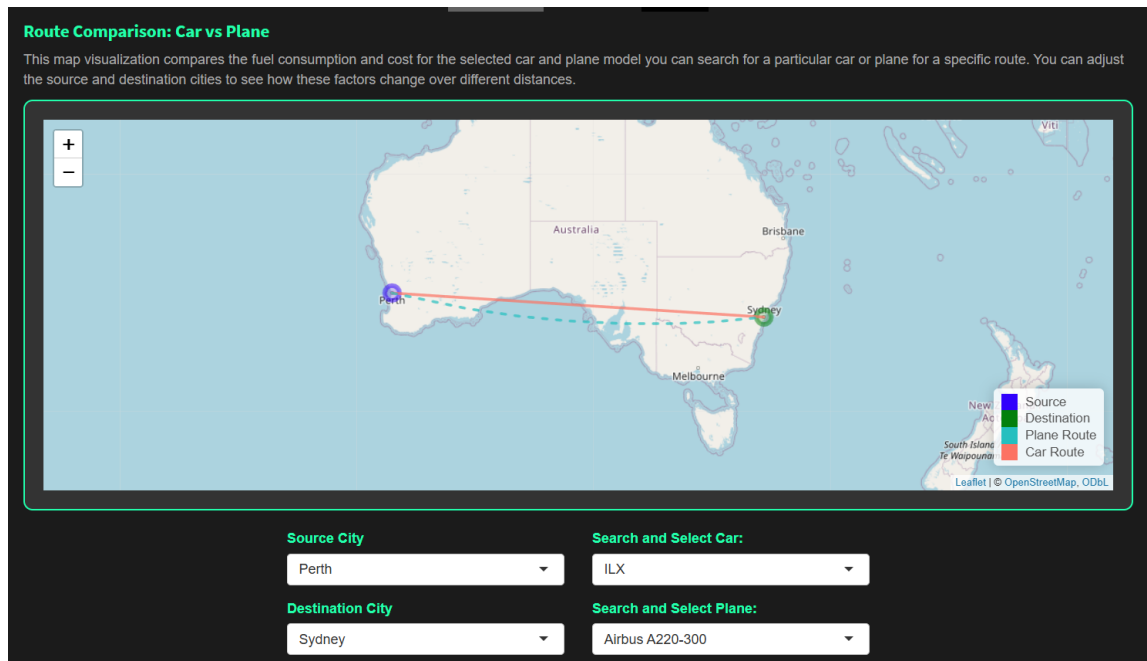 Route Comparison: Car vs Plane
This map visualization compares the fuel consumption and cost for the selected car and plane model you can search for a particular car or plane for a specific route. You can adjust
the source and destination cities to see how these factors change over different distances.
+
−
Viti
Australia
Brisbane
Perth
Sydney
Melbourne
New
South Island
Te Waipounam
Source
Destination
Plane Route
Car Route
Leaflet | © OpenStreetMap, ODbL
Source City
Search and Select Car:
Perth
ILX
Destination City
Search and Select Plane:
Sydney
Airbus A220-300